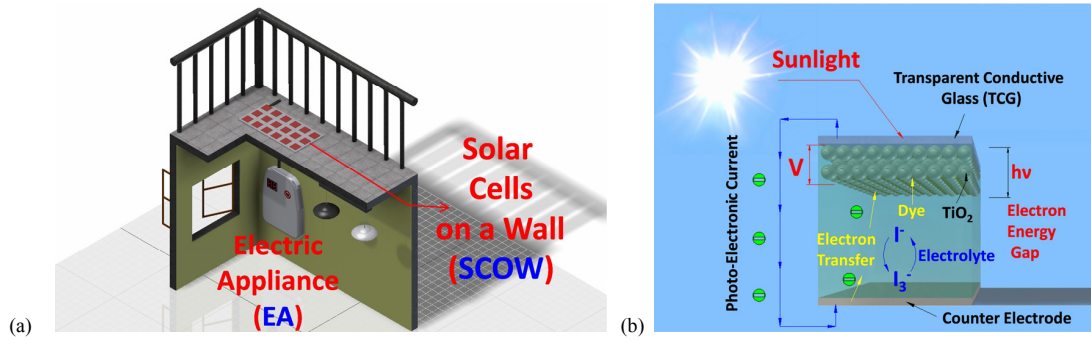 (a)
Solar
Cells
on a Wall
(SCOW)
Electric
Appliance
(EA)
(b)
Sunlight
Transparent Conductive
Glass (TCG)
Photo-Electronic Current
V
hν
Dye
TiO₂
Electron
Energy
Gap
Electron
Transfer
I⁻
Electrolyte
I₃⁻
Counter Electrode